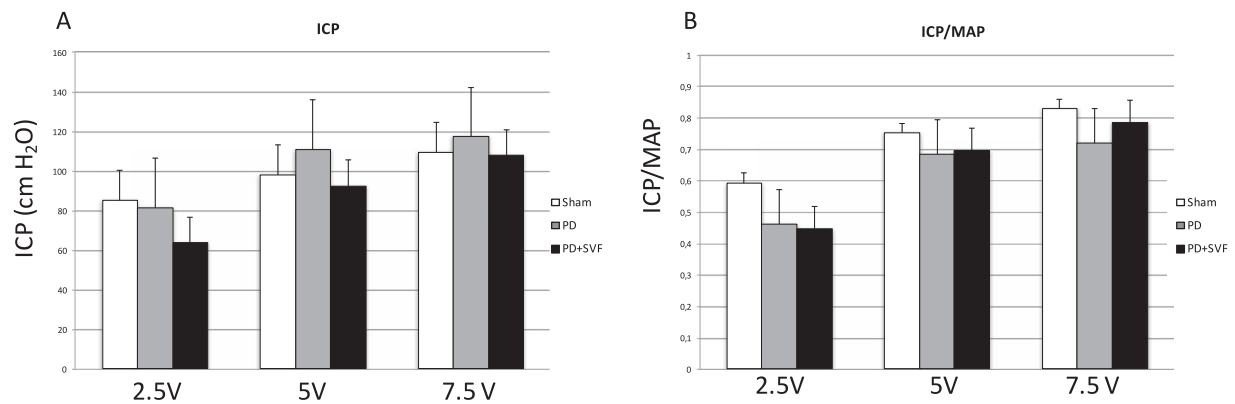 A
ICP
ICP (cm H₂O)
160
140
120
100
80
60
40
20
0
2.5V
5V
7.5 V
Sham
PD
PD+SVF
B
ICP/MAP
ICP/MAP
1
0,9
0,8
0,7
0,6
0,5
0,4
0,3
0,2
0,1
0
2.5V
5V
7.5 V
Sham
PD
PD+SVF